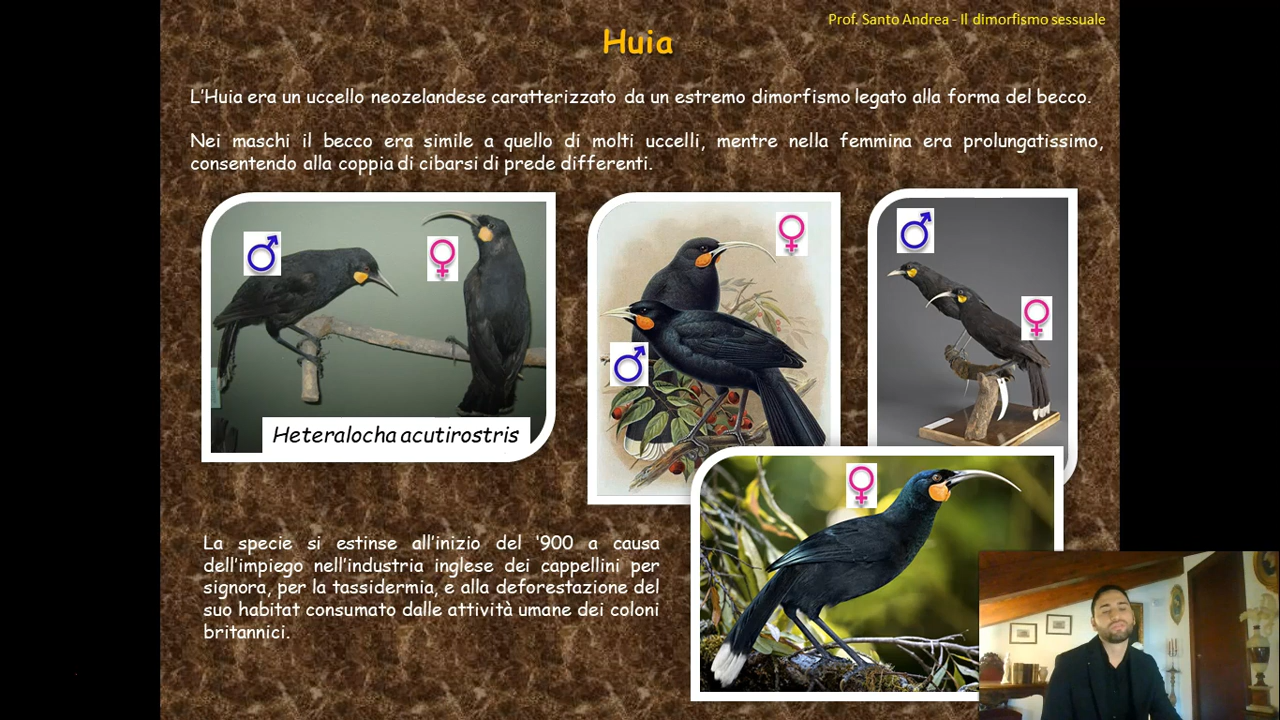 Prof. Santo Andrea - Il dimorfismo sessuale
Huia
L'Huia era un uccello neozelandese caratterizzato da un estremo dimorfismo legato alla forma del becco.
Nei maschi il becco era simile a quello di molti uccelli, mentre nella femmina era prolungatissimo,
consentendo alla coppia di cibarsi di prede differenti.
♂
♀
♀
♂
♂
♀
Heteralocha acutirostris
♀
La specie si estinse all'inizio del '900 a causa
dell'impiego nell'industria inglese dei cappellini per
signora, per la tassidermia, e alla deforestazione del
suo habitat consumato dalle attività umane dei coloni
britannici.